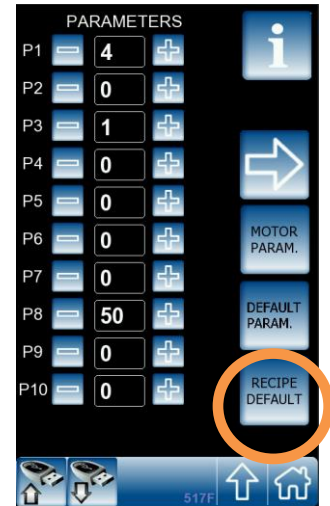 PARAMETERS
P1 4
P2 0
P3 1
P4 0
P5 0
P6 0
P7 0
P8 50
P9 0
P10 0
i
MOTOR
PARAM.
DEFAULT
PARAM.
RECIPE
DEFAULT
517F